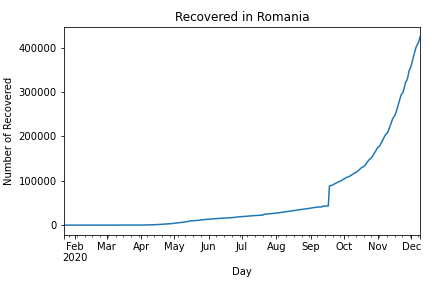 Recovered in Romania
Number of Recovered
400000
300000
200000
100000
0
Feb Mar Apr May Jun Jul Aug Sep Oct Nov Dec
2020
Day